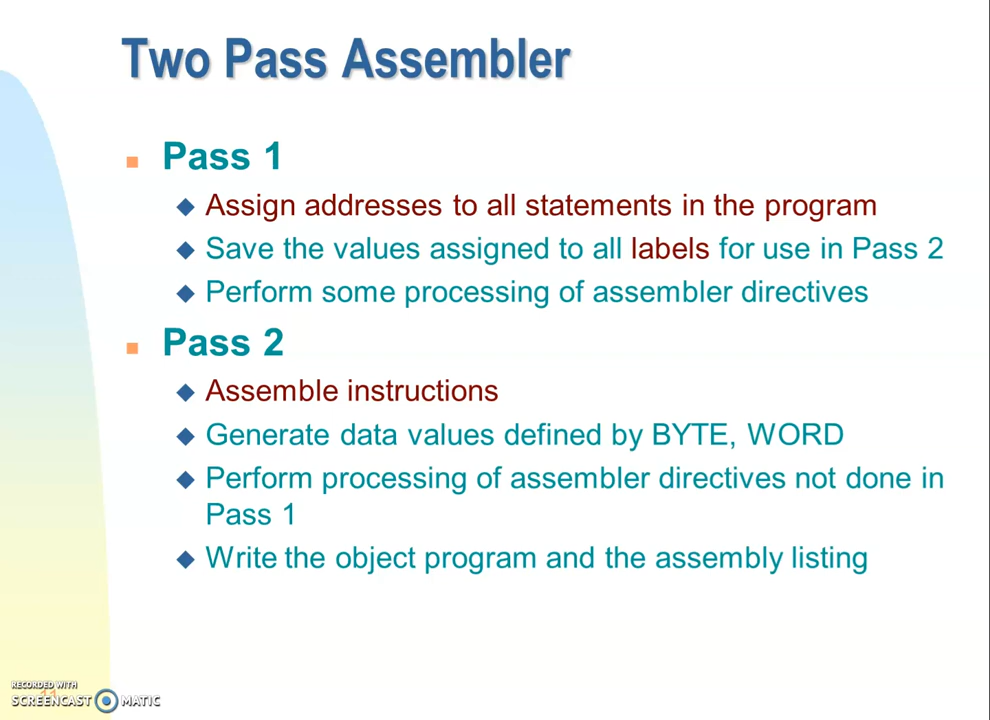 Two Pass Assembler
Pass 1
Assign addresses to all statements in the program
Save the values assigned to all labels for use in Pass 2
Perform some processing of assembler directives
Pass 2
Assemble instructions
Generate data values defined by BYTE, WORD
Perform processing of assembler directives not done in
Pass 1
Write the object program and the assembly listing
RECORDED WITH
11
SCREENCAST MATIC